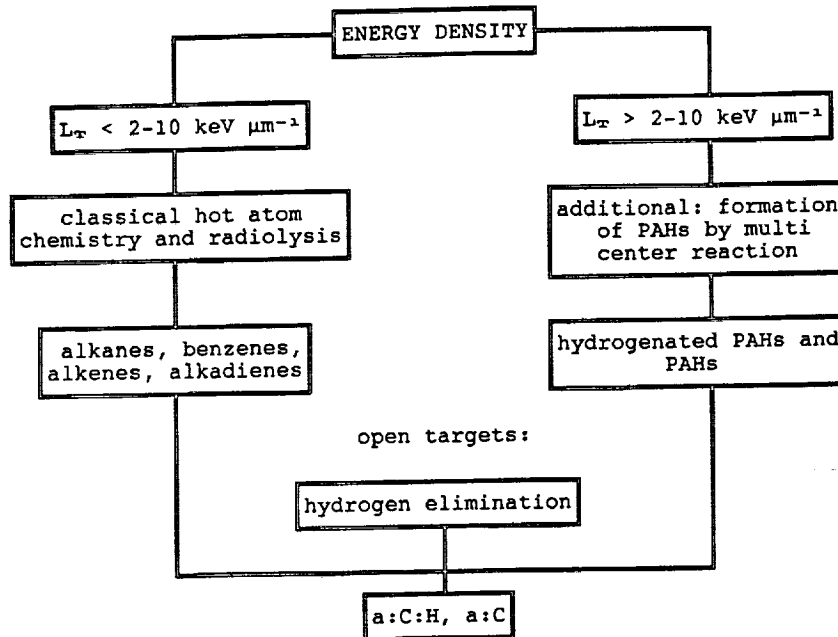 ENERGY DENSITY
L_T < 2-10 keV μm⁻¹
L_T > 2-10 keV μm⁻¹
classical hot atom
chemistry and radiolysis
additional: formation
of PAHs by multi
center reaction
alkanes, benzenes,
alkenes, alkadienes
hydrogenated PAHs and
PAHs
open targets:
hydrogen elimination
a:C:H, a:C